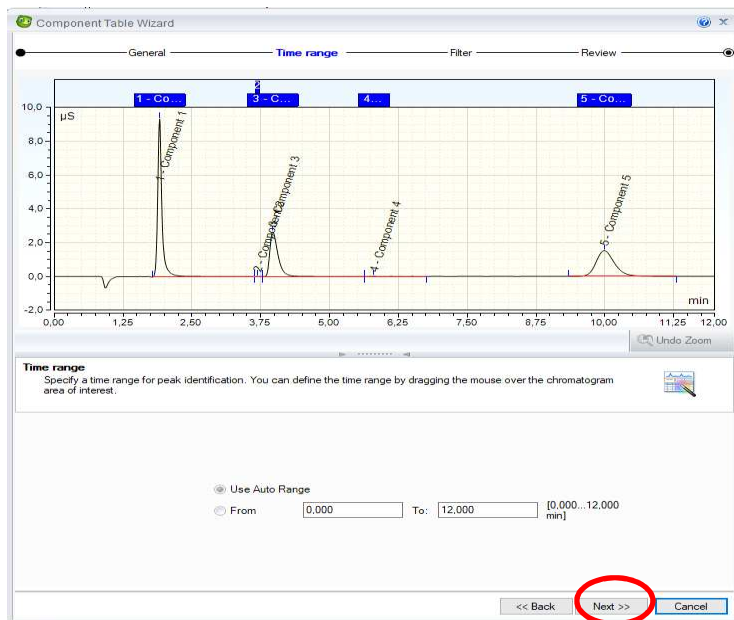 Component Table Wizard
General Time range Filter Review
2
1 - Co... 3 - C... 4... 5 - Co...
10,0
µS
8,0
6,0
4,0
2,0
0,0
-2,0
1 - Component 1
3 - Component 3
4 - Component 4
5 - Component 5
min
0,00 1,25 2,50 3,75 5,00 6,25 7,50 8,75 10,00 11,25 12,00
Undo Zoom
Time range
Specify a time range for peak identification. You can define the time range by dragging the mouse over the chromatogram
area of interest.
Use Auto Range
From 0,000 To: 12,000 [0,000...12,000
min]
<< Back Next >> Cancel